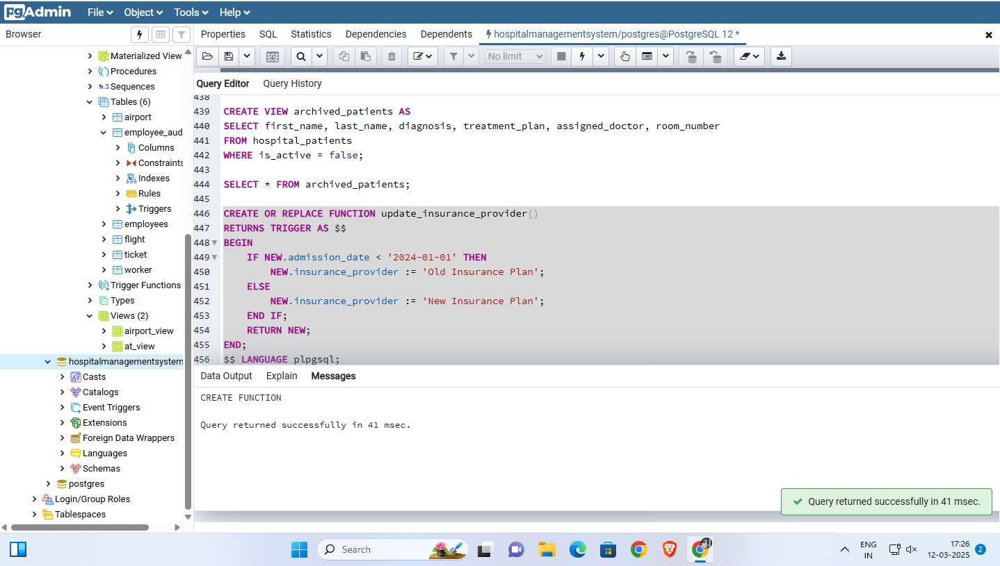 pgAdmin File Object Tools Help
Browser
Properties SQL Statistics Dependencies Dependents hospitalmanagementsystem/postgres@PostgreSQL 12 *
No limit
Query Editor Query History
Materialized View
Procedures
1..3 Sequences
Tables (6)
airport
employee_aud
Columns
Constraints
Indexes
Rules
Triggers
employees
flight
ticket
worker
Trigger Functions
Types
Views (2)
airport_view
at_view
hospitalmanagementsystem
Casts
Catalogs
Event Triggers
Extensions
Foreign Data Wrappers
Languages
Schemas
postgres
Login/Group Roles
Tablespaces
438
439 CREATE VIEW archived_patients AS
440 SELECT first_name, last_name, diagnosis, treatment_plan, assigned_doctor, room_number
441 FROM hospital_patients
442 WHERE is_active = false;
443
444 SELECT * FROM archived_patients;
445
446 CREATE OR REPLACE FUNCTION update_insurance_provider()
447 RETURNS TRIGGER AS $$
448 BEGIN
449 IF NEW.admission_date < '2024-01-01' THEN
450 NEW.insurance_provider := 'Old Insurance Plan';
451 ELSE
452 NEW.insurance_provider := 'New Insurance Plan';
453 END IF;
454 RETURN NEW;
455 END;
456 $$ LANGUAGE plpgsql;
Data Output Explain Messages
CREATE FUNCTION
Query returned successfully in 41 msec.
Query returned successfully in 41 msec.
Search
ENG
IN
17:26
12-03-2025
2